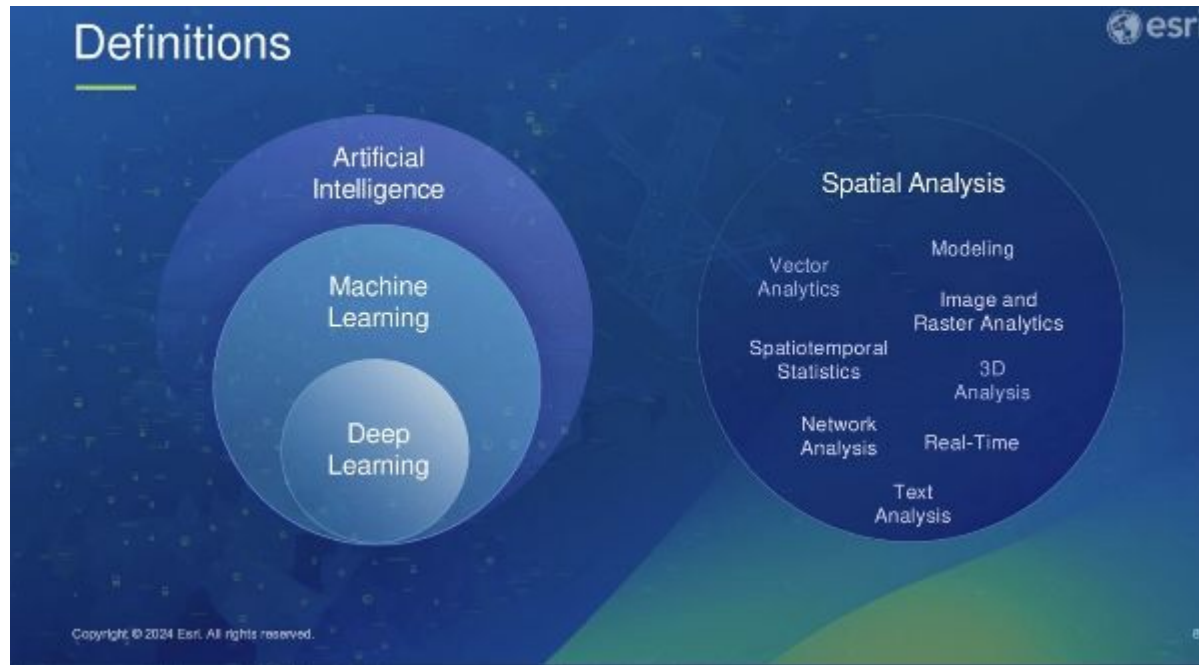 Definitions
esri
Artificial
Intelligence
Machine
Learning
Deep
Learning
Spatial Analysis
Modeling
Vector
Analytics
Image and
Raster Analytics
Spatiotemporal
Statistics
3D
Analysis
Network
Analysis
Real-Time
Text
Analysis
Copyright © 2024 Esri. All rights reserved.